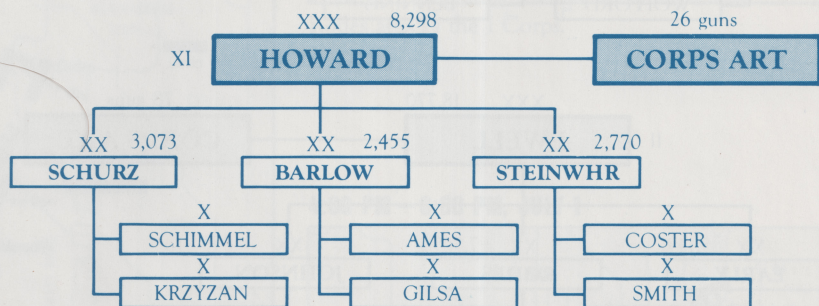 XXX 8,298 26 guns
XI HOWARD CORPS ART
XX 3,073 XX 2,455 XX 2,770
SCHURZ BARLOW STEINWHR
X X X
SCHIMMEL AMES COSTER
X X X
KRZYZAN GILSA SMITH